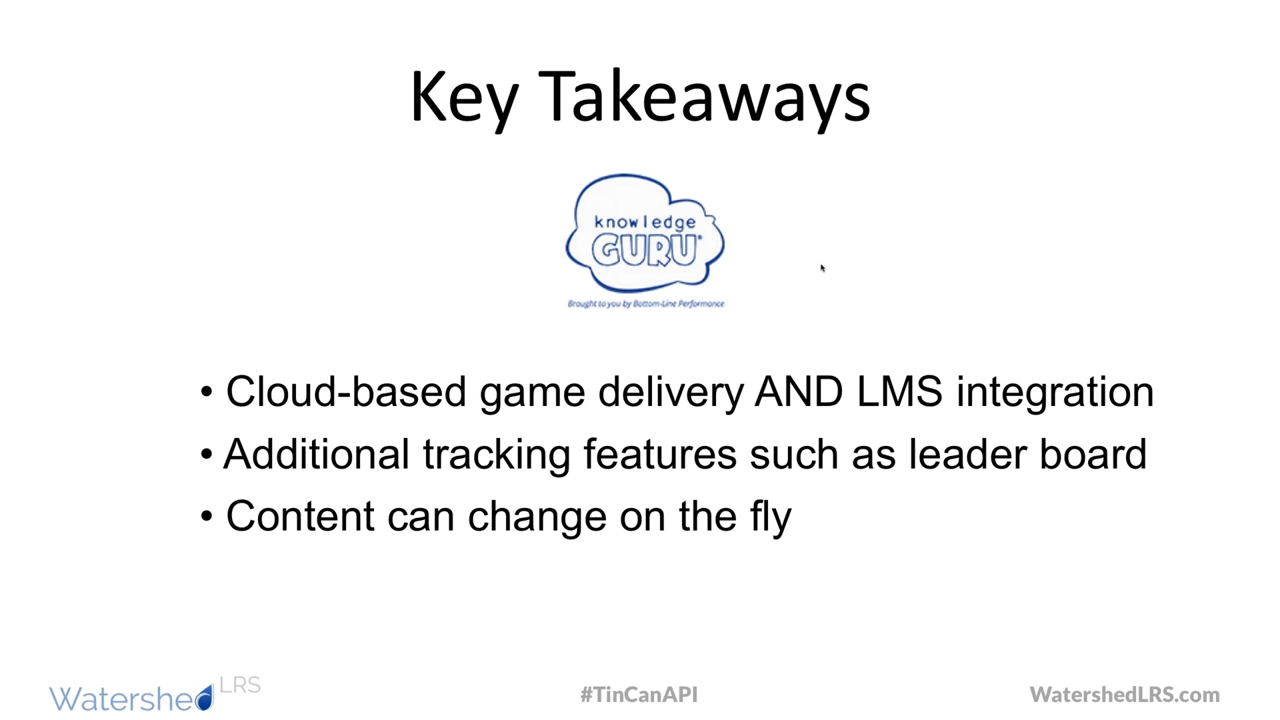 Key Takeaways
knowledge
GURU®
Brought to you by Bottom-Line Performance
• Cloud-based game delivery AND LMS integration
• Additional tracking features such as leader board
• Content can change on the fly
Watershed LRS
#TinCanAPI
WatershedLRS.com